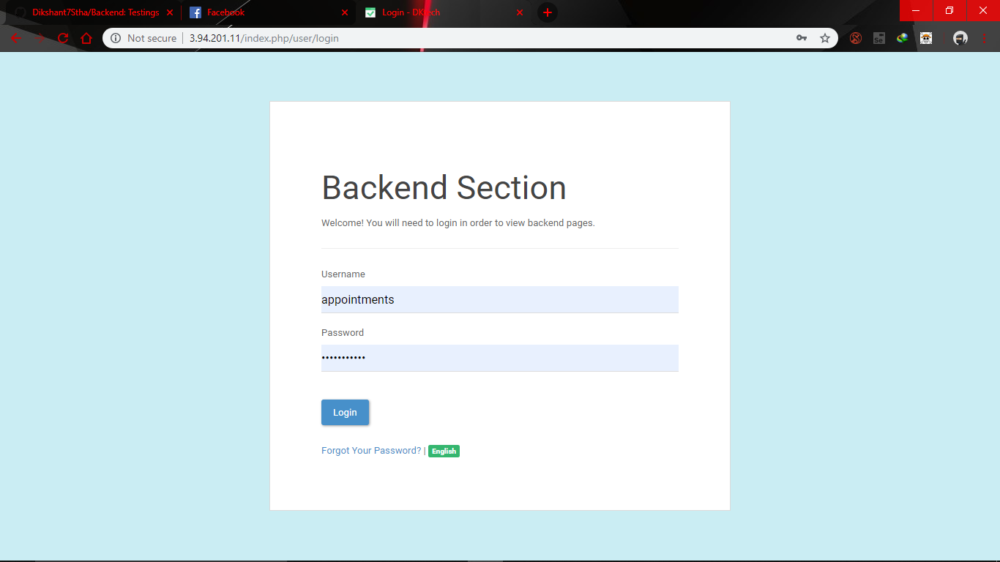 Dikshant7Stha/Backend: Testings
Facebook
Login - DKtech
Not secure
3.94.201.11/index.php/user/login
Se
Backend Section
Welcome! You will need to login in order to view backend pages.
Username
appointments
Password
•••••••••••
Login
Forgot Your Password? | English